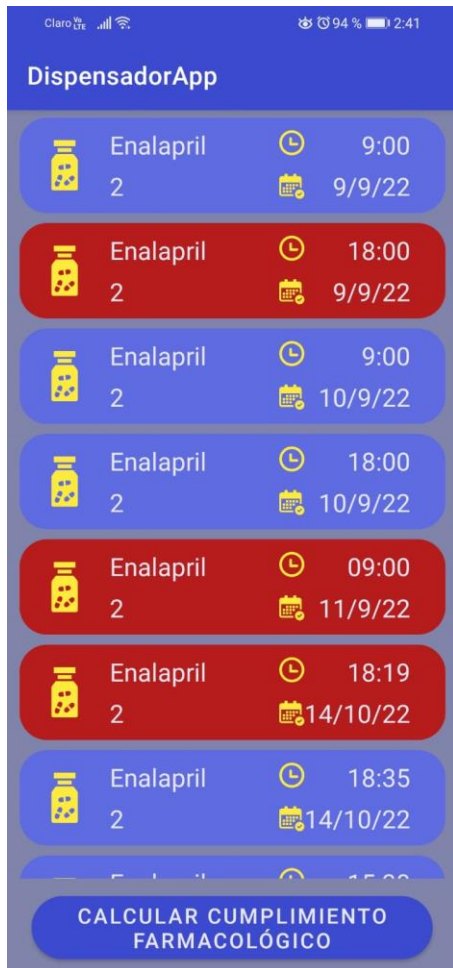 Claro Vo LTE 94 % 2:41
DispensadorApp
Enalapril 9:00
2 9/9/22
Enalapril 18:00
2 9/9/22
Enalapril 9:00
2 10/9/22
Enalapril 18:00
2 10/9/22
Enalapril 09:00
2 11/9/22
Enalapril 18:19
2 14/10/22
Enalapril 18:35
2 14/10/22
CALCULAR CUMPLIMIENTO
FARMACOLÓGICO